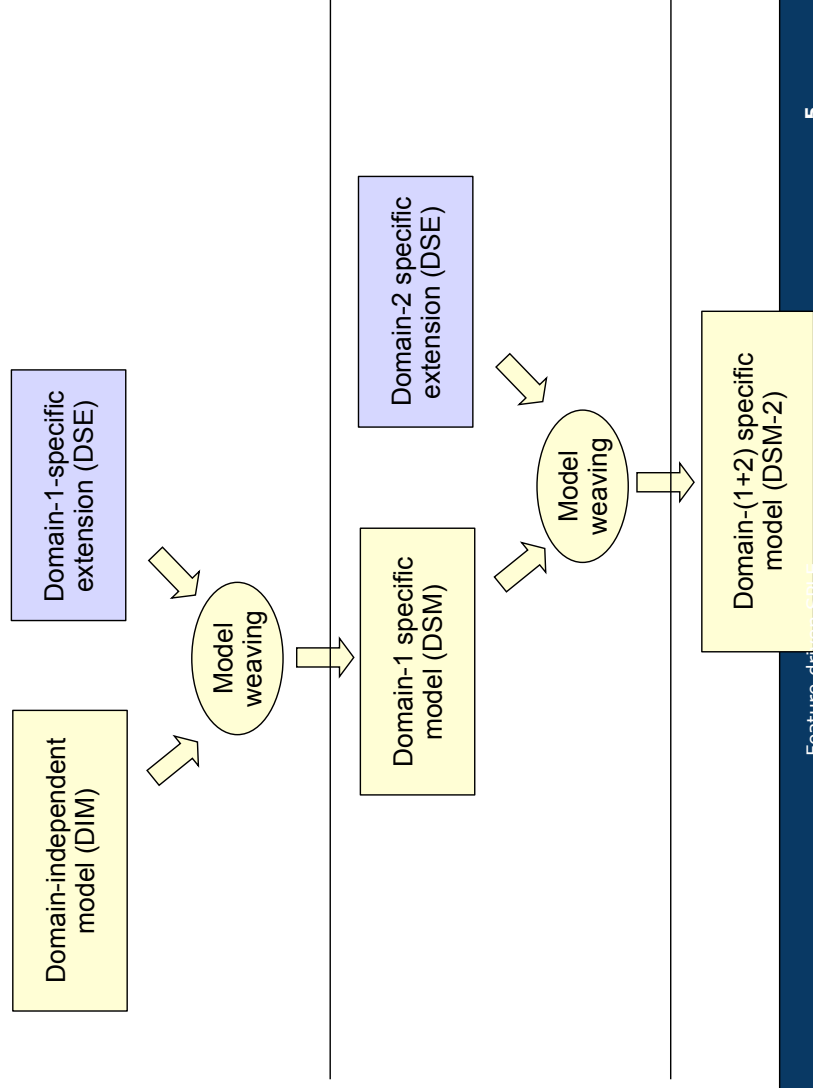 Domain-independent
model (DIM)
Domain-1-specific
extension (DSE)
Model
weaving
Domain-1 specific
model (DSM)
Domain-2 specific
extension (DSE)
Model
weaving
Domain-(1+2) specific
model (DSM-2)